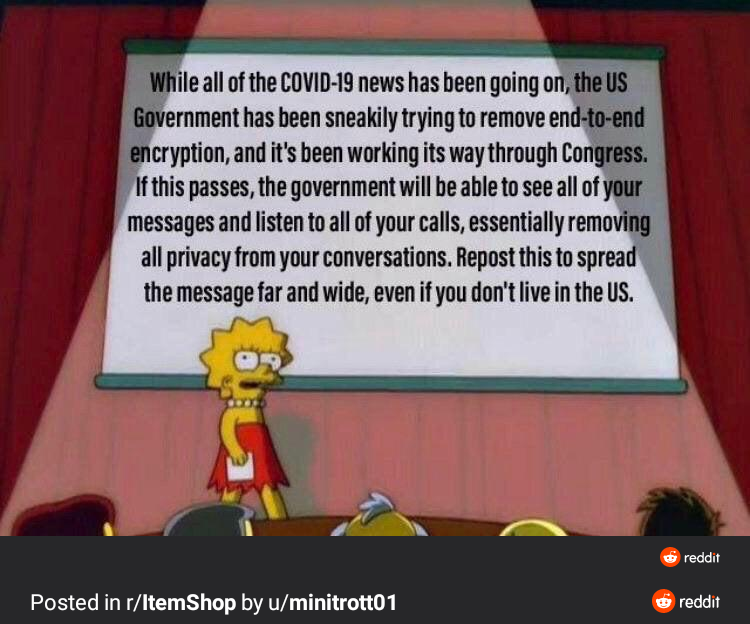 While all of the COVID-19 news has been going on, the US
Government has been sneakily trying to remove end-to-end
encryption, and it's been working its way through Congress.
If this passes, the government will be able to see all of your
messages and listen to all of your calls, essentially removing
all privacy from your conversations. Repost this to spread
the message far and wide, even if you don't live in the US.
reddit
Posted in r/ItemShop by u/minitrott01
reddit